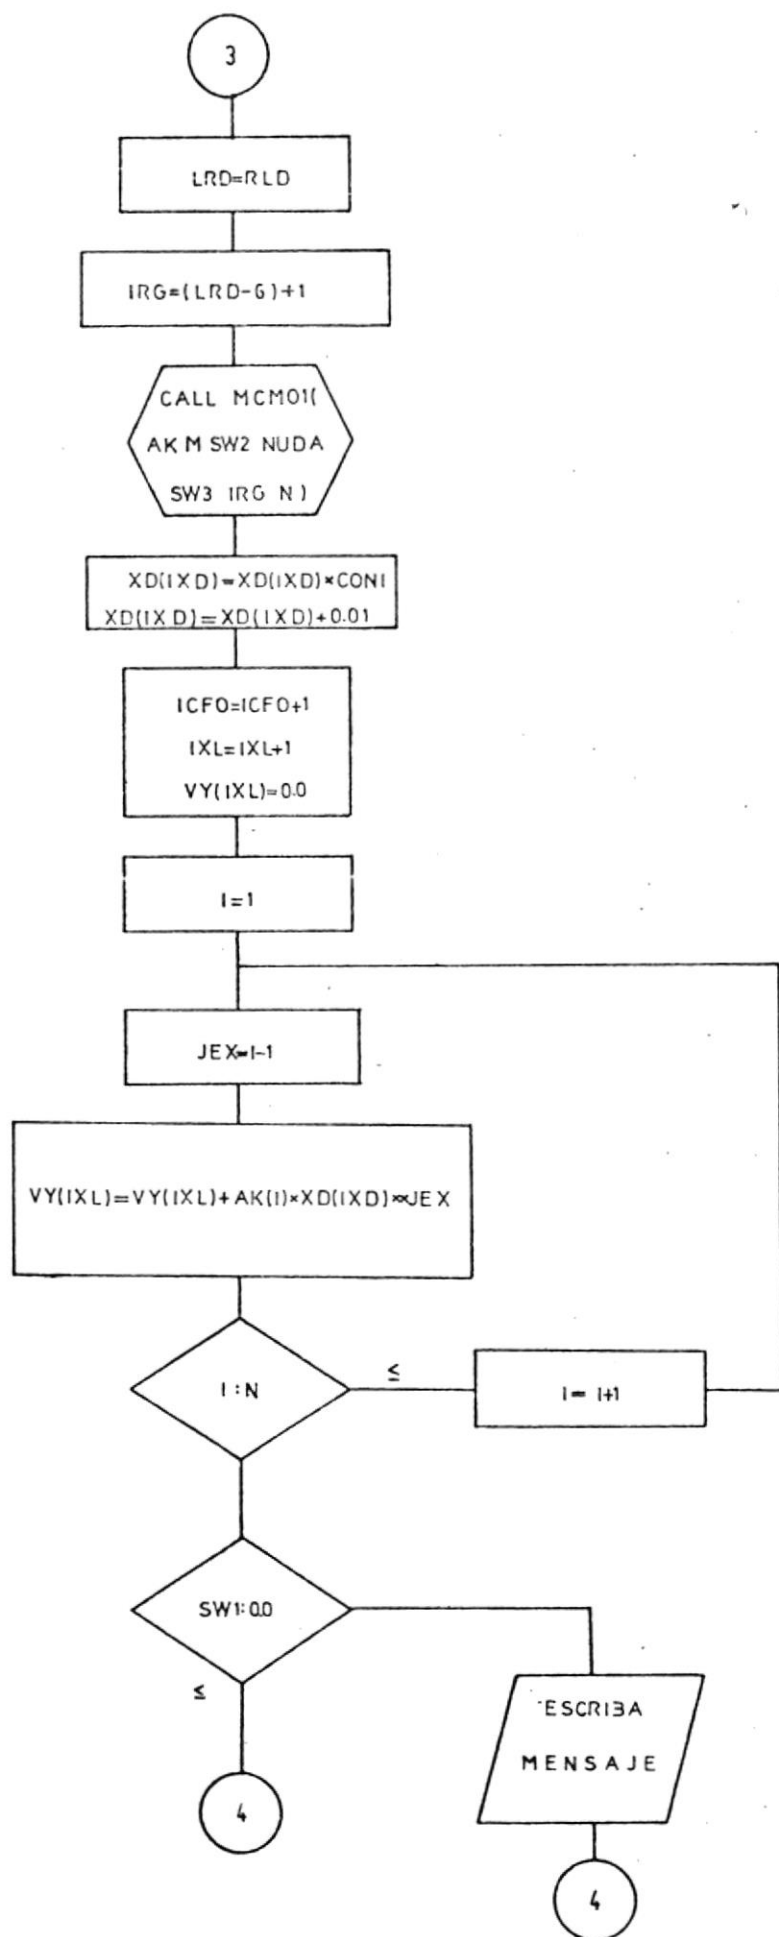 3
LRD=RLD
IRG=(LRD-G)+1
CALL MCM01(
AK M SW2 NUDA
SW3 IRG N)
XD(IXD)=XD(IXD)*CON1
XD(IXD)=XD(IXD)+0.01
ICFO=ICFO+1
IXL=IXL+1
VY(IXL)=0.0
I=1
JEX=I-1
VY(IXL)=VY(IXL)+AK(I)*XD(IXD)**JEX
I:N
≤
I=I+1
SW1:0.0
≤
ESCRIBA
MENSAJE
4
4